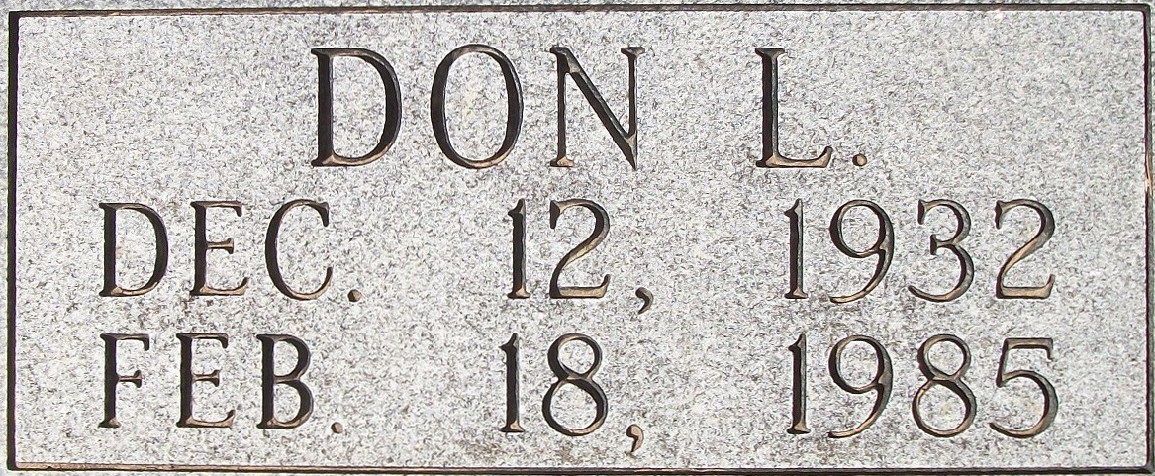 DON L.
DEC. 12, 1932
FEB. 18, 1985